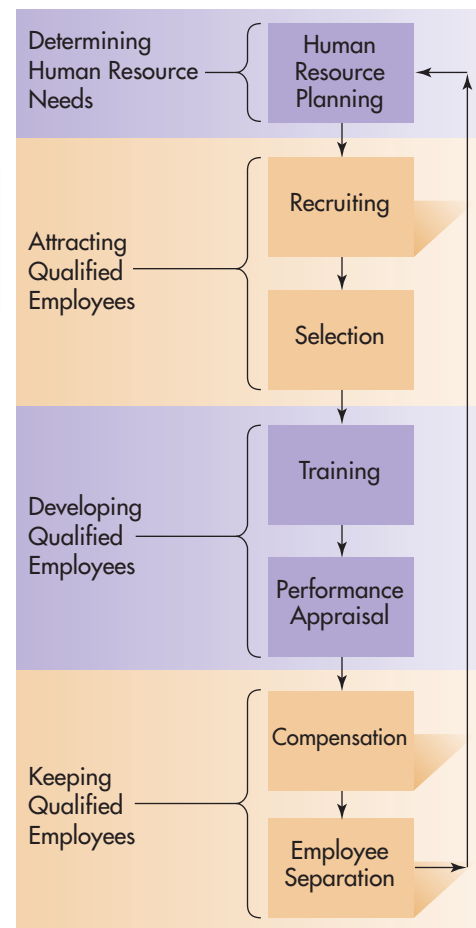 Determining
Human Resource
Needs
Human
Resource
Planning
Attracting
Qualified
Employees
Recruiting
Selection
Developing
Qualified
Employees
Training
Performance
Appraisal
Keeping
Qualified
Employees
Compensation
Employee
Separation